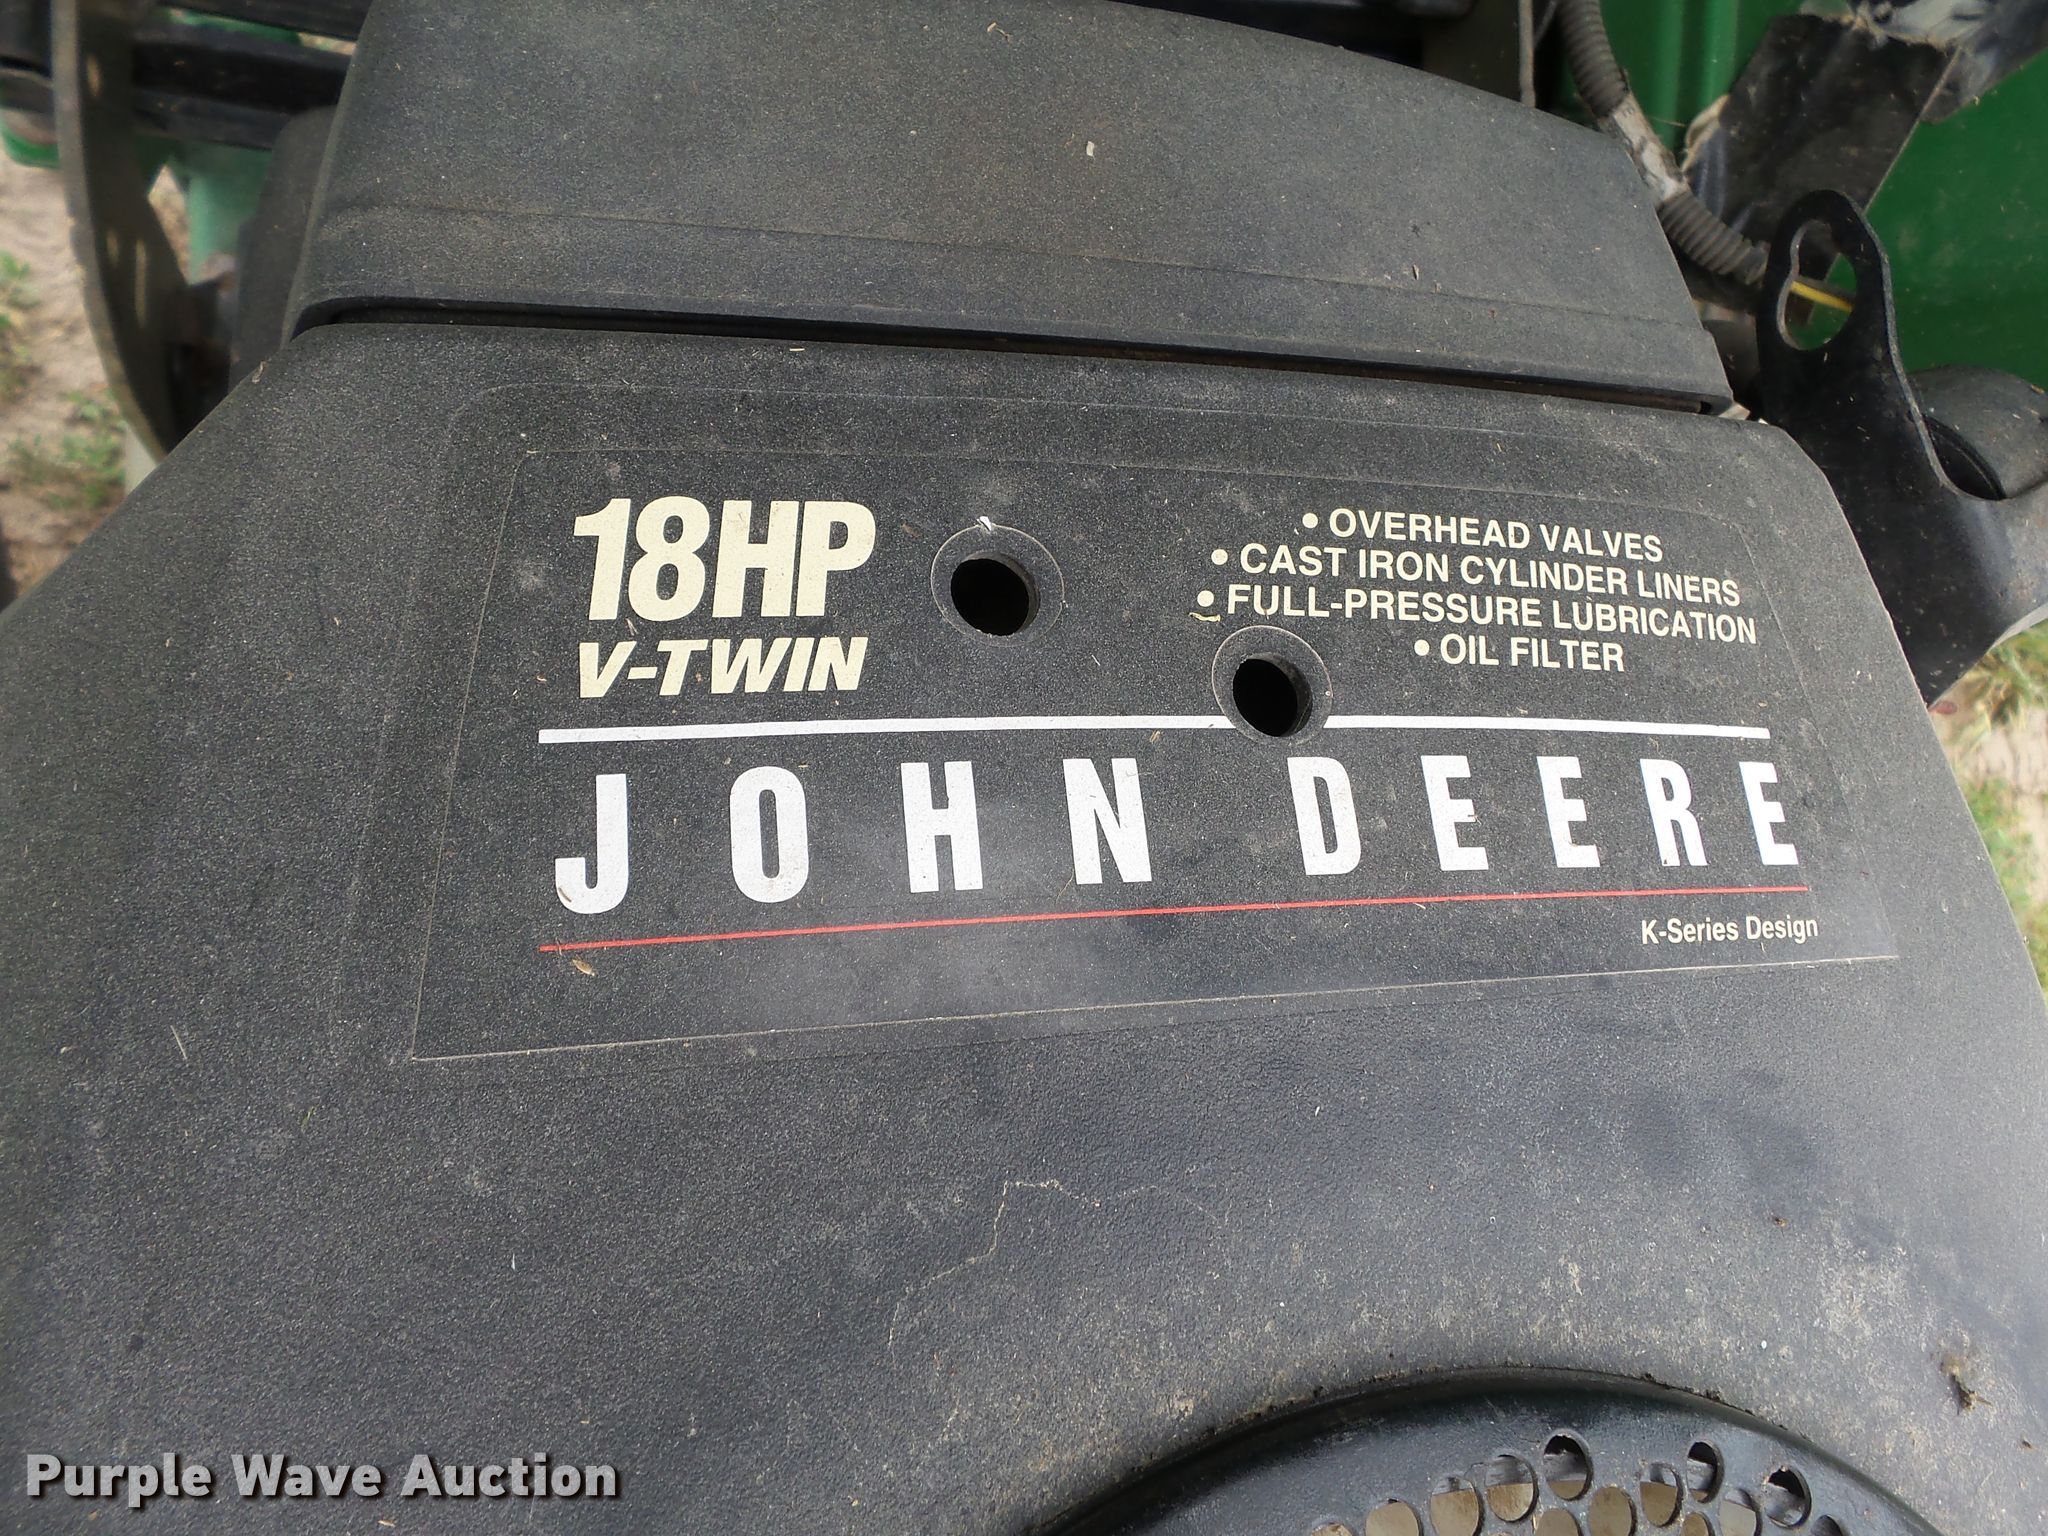 18HP
V-TWIN
• OVERHEAD VALVES
• CAST IRON CYLINDER LINERS
• FULL-PRESSURE LUBRICATION
• OIL FILTER
JOHN DEERE
K-Series Design
Purple Wave Auction